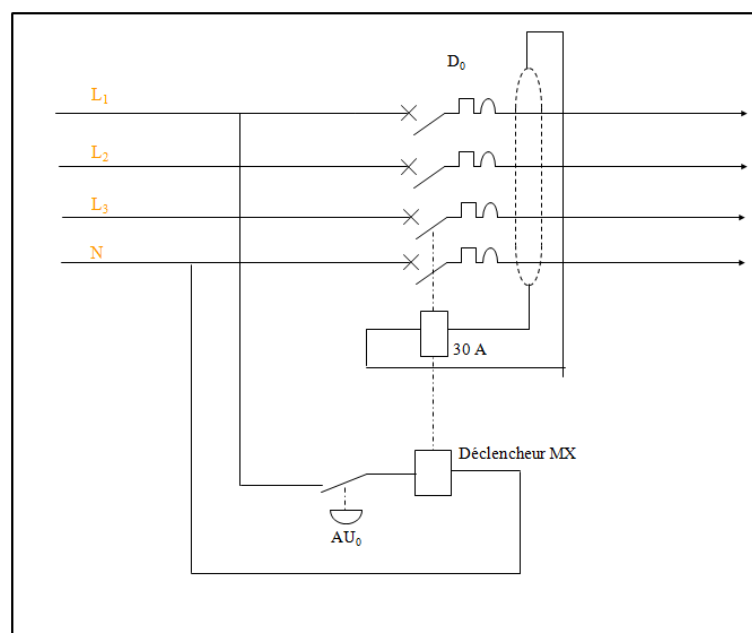 D₀
L₁
L₂
L₃
N
30 A
Déclencheur MX
AU₀